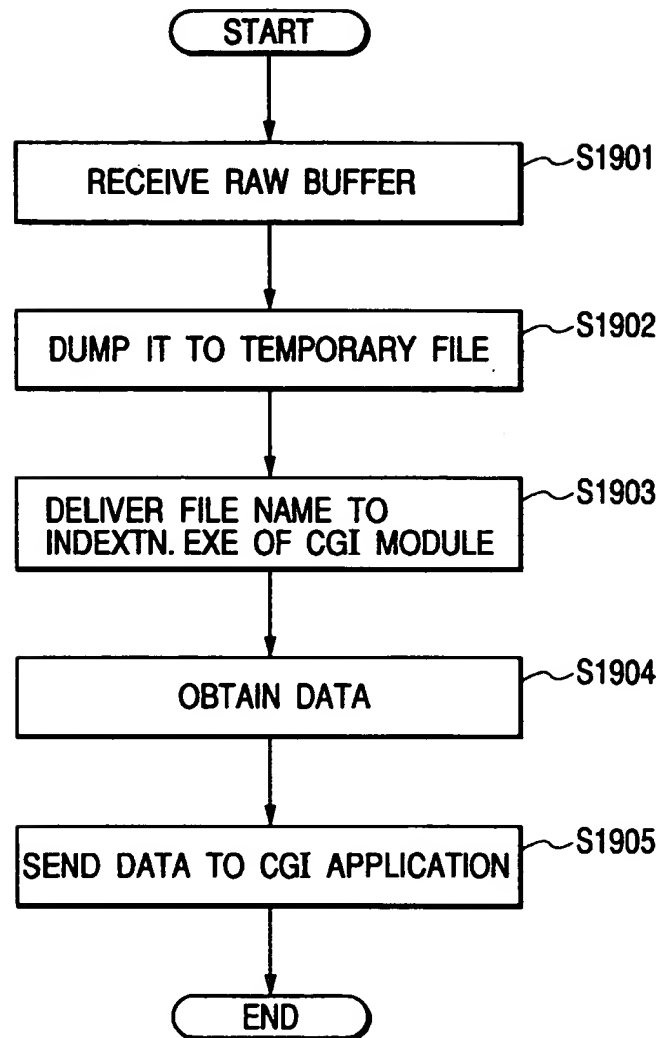 START
RECEIVE RAW BUFFER
S1901
DUMP IT TO TEMPORARY FILE
S1902
DELIVER FILE NAME TO
INDEXTN. EXE OF CGI MODULE
S1903
OBTAIN DATA
S1904
SEND DATA TO CGI APPLICATION
S1905
END